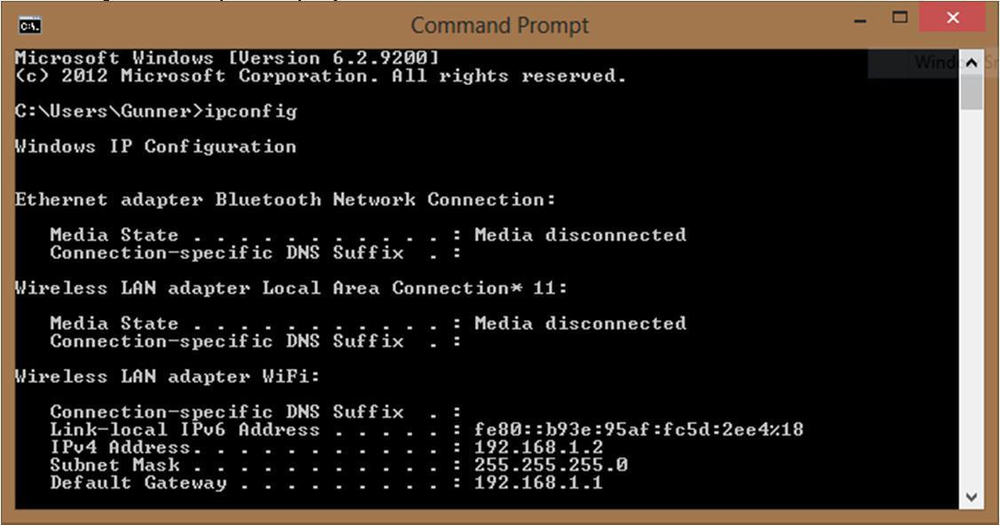 Command Prompt
Microsoft Windows [Version 6.2.9200]
(c) 2012 Microsoft Corporation. All rights reserved.
C:\Users\Gunner>ipconfig
Windows IP Configuration
Ethernet adapter Bluetooth Network Connection:
Media State . . . . . . . . . . . : Media disconnected
Connection-specific DNS Suffix  . :
Wireless LAN adapter Local Area Connection* 11:
Media State . . . . . . . . . . . : Media disconnected
Connection-specific DNS Suffix  . :
Wireless LAN adapter WiFi:
Connection-specific DNS Suffix  . :
Link-local IPv6 Address . . . . . : fe80::b93e:95af:fc5d:2ee4%18
IPv4 Address. . . . . . . . . . . : 192.168.1.2
Subnet Mask . . . . . . . . . . . : 255.255.255.0
Default Gateway . . . . . . . . . : 192.168.1.1